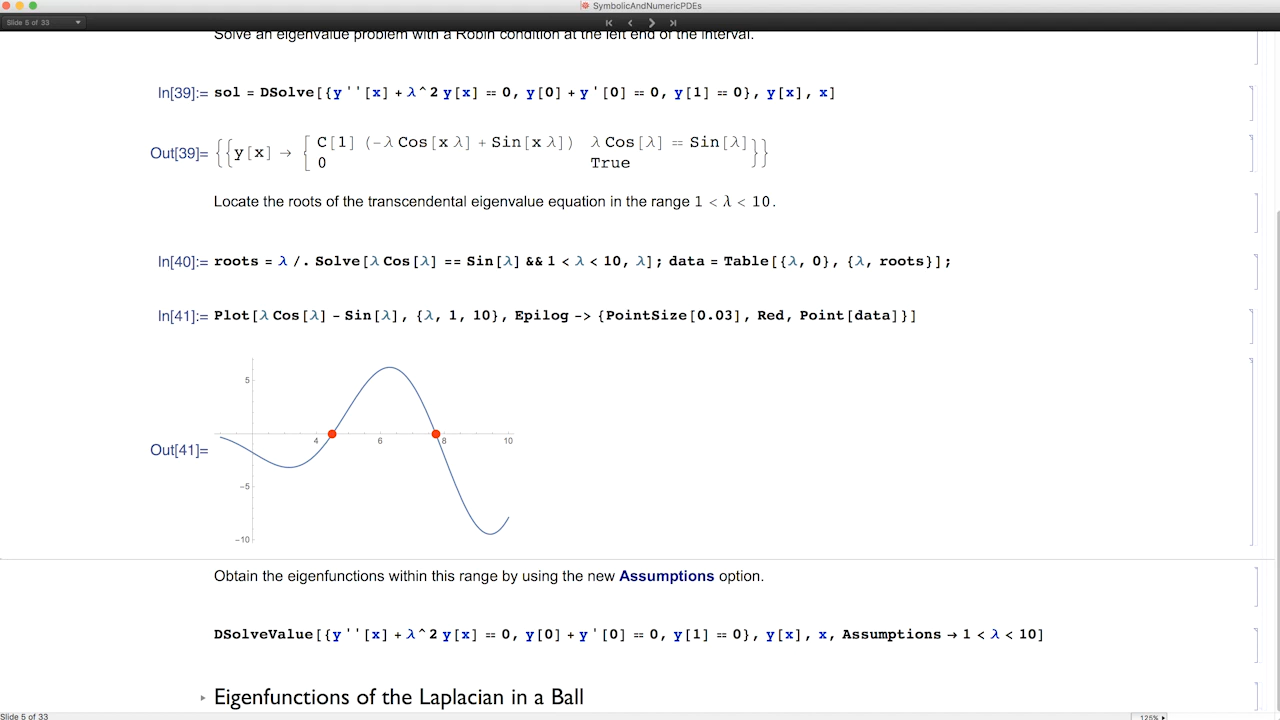 SymbolicAndNumericPDEs
Slide 5 of 33
Solve an eigenvalue problem with a Robin condition at the left end of the interval.
In[39]:= sol = DSolve[{y''[x] + λ^2 y[x] == 0, y[0] + y'[0] == 0, y[1] == 0}, y[x], x]
Out[39]= {{y[x] → { C[1] (-λ Cos[x λ] + Sin[x λ]) λ Cos[λ] == Sin[λ] }}
0 True
Locate the roots of the transcendental eigenvalue equation in the range 1 < λ < 10.
In[40]:= roots = λ /. Solve[λ Cos[λ] == Sin[λ] && 1 < λ < 10, λ]; data = Table[{λ, 0}, {λ, roots}];
In[41]:= Plot[λ Cos[λ] - Sin[λ], {λ, 1, 10}, Epilog -> {PointSize[0.03], Red, Point[data]}]
5
4 6 8 10
Out[41]=
-5
-10
Obtain the eigenfunctions within this range by using the new Assumptions option.
DSolveValue[{y''[x] + λ^2 y[x] == 0, y[0] + y'[0] == 0, y[1] == 0}, y[x], x, Assumptions → 1 < λ < 10]
Eigenfunctions of the Laplacian in a Ball
Slide 5 of 33
125%